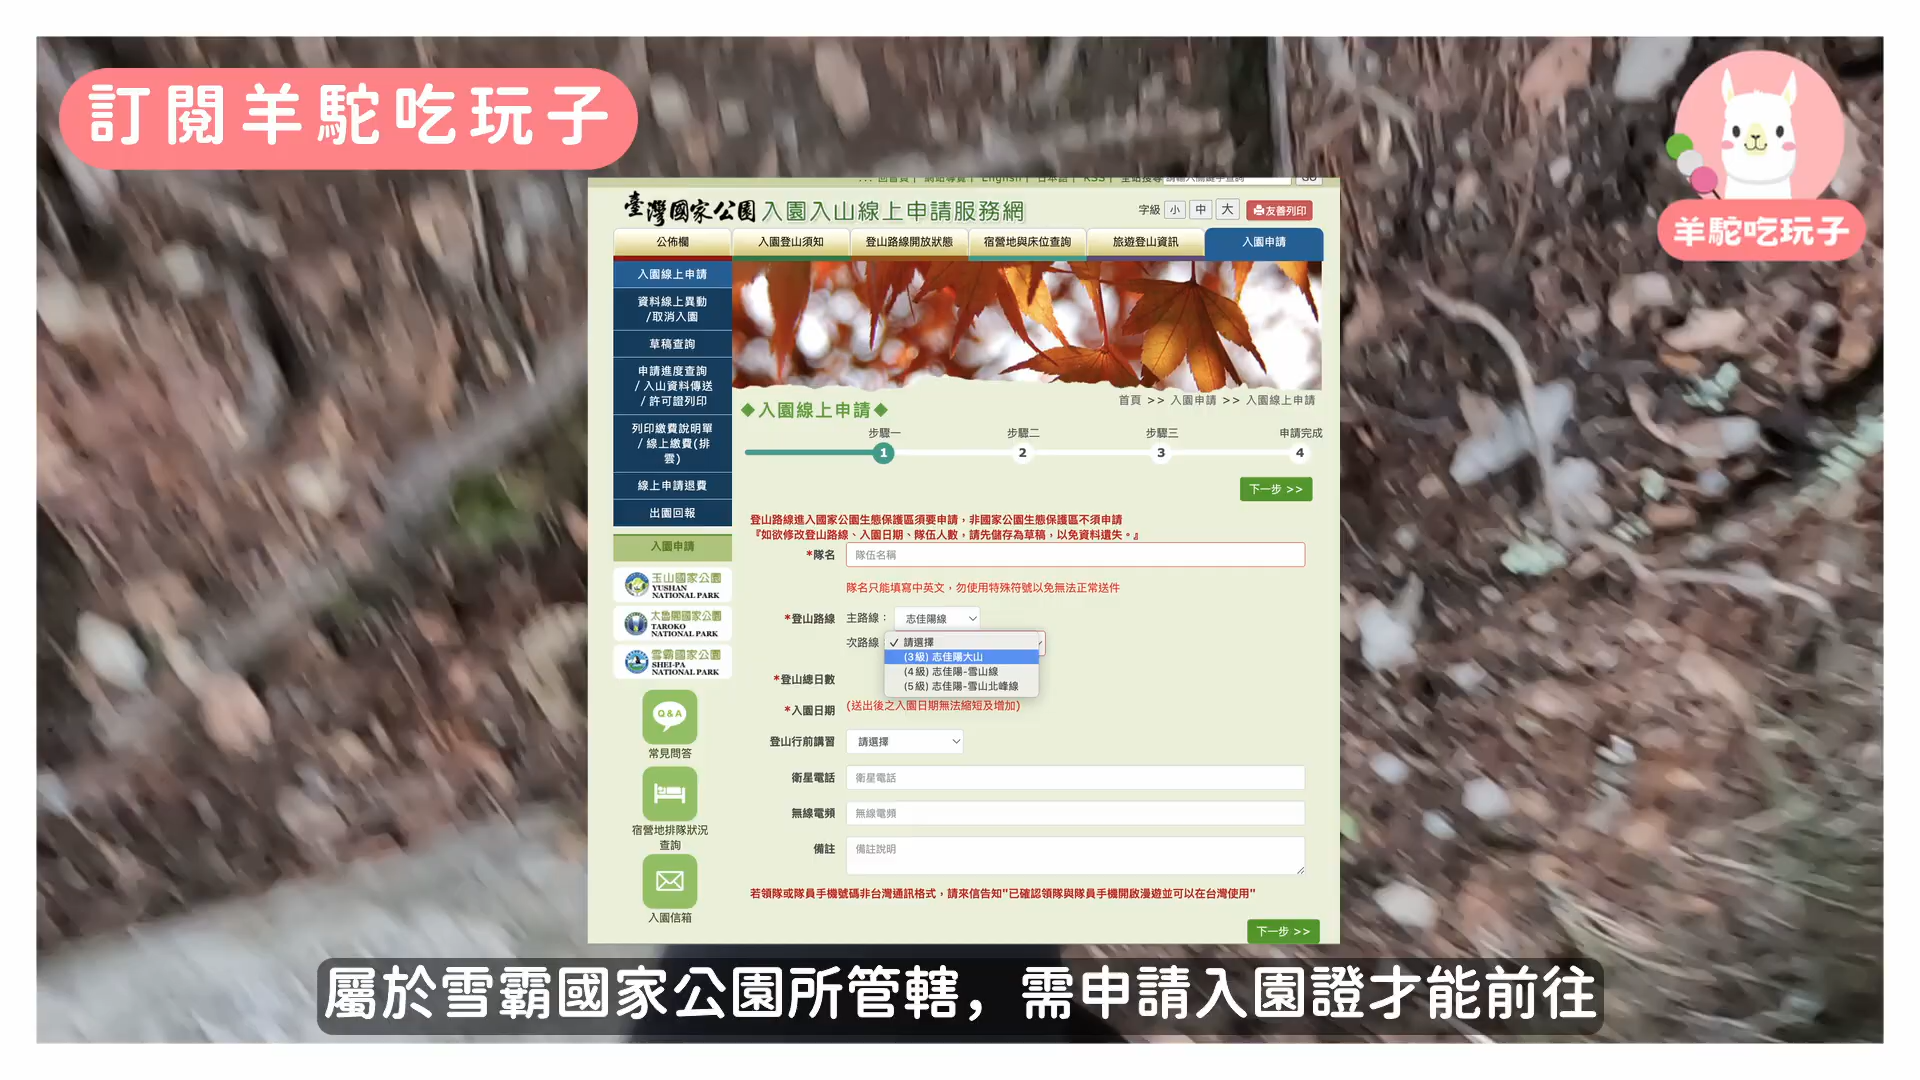 訂閱羊駝吃玩子
羊駝吃玩子
回首頁 | 網站導覽 | English | 日本語 | RSS | 全站搜尋 請輸入關鍵字查詢 GO
臺灣國家公園 入園入山線上申請服務網
字級 小 中 大 友善列印
公佈欄 入園登山須知 登山路線開放狀態 宿營地與床位查詢 旅遊登山資訊 入園申請
入園線上申請
資料線上異動
/取消入園
草稿查詢
申請進度查詢
/ 入山資料傳送
/ 許可證列印
列印繳費說明單
/ 線上繳費(排
雲)
線上申請退費
出園回報
入園申請
玉山國家公園
YUSHAN
NATIONAL PARK
太魯閣國家公園
TAROKO
NATIONAL PARK
雪霸國家公園
SHEI-PA
NATIONAL PARK
Q&A
常見問答
宿營地排隊狀況
查詢
入園信箱
首頁 >> 入園申請 >> 入園線上申請
◆入園線上申請◆
步驟一 步驟二 步驟三 申請完成
1 2 3 4
下一步 >>
登山路線進入國家公園生態保護區須要申請，非國家公園生態保護區不須申請
『如欲修改登山路線、入園日期、隊伍人數，請先儲存為草稿，以免資料遺失。』
*隊名 隊伍名稱
隊名只能填寫中英文，勿使用特殊符號以免無法正常送件
*登山路線 主路線： 志佳陽線
次路線 ✓ 請選擇
(3級) 志佳陽大山
(4級) 志佳陽-雪山線
(5級) 志佳陽-雪山北峰線
*登山總日數
*入園日期 (送出後之入園日期無法縮短及增加)
登山行前講習 請選擇
衛星電話 衛星電話
無線電頻 無線電頻
備註 備註說明
若領隊或隊員手機號碼非台灣通訊格式，請來信告知"已確認領隊與隊員手機開啟漫遊並可以在台灣使用"
下一步 >>
屬於雪霸國家公園所管轄，需申請入園證才能前往